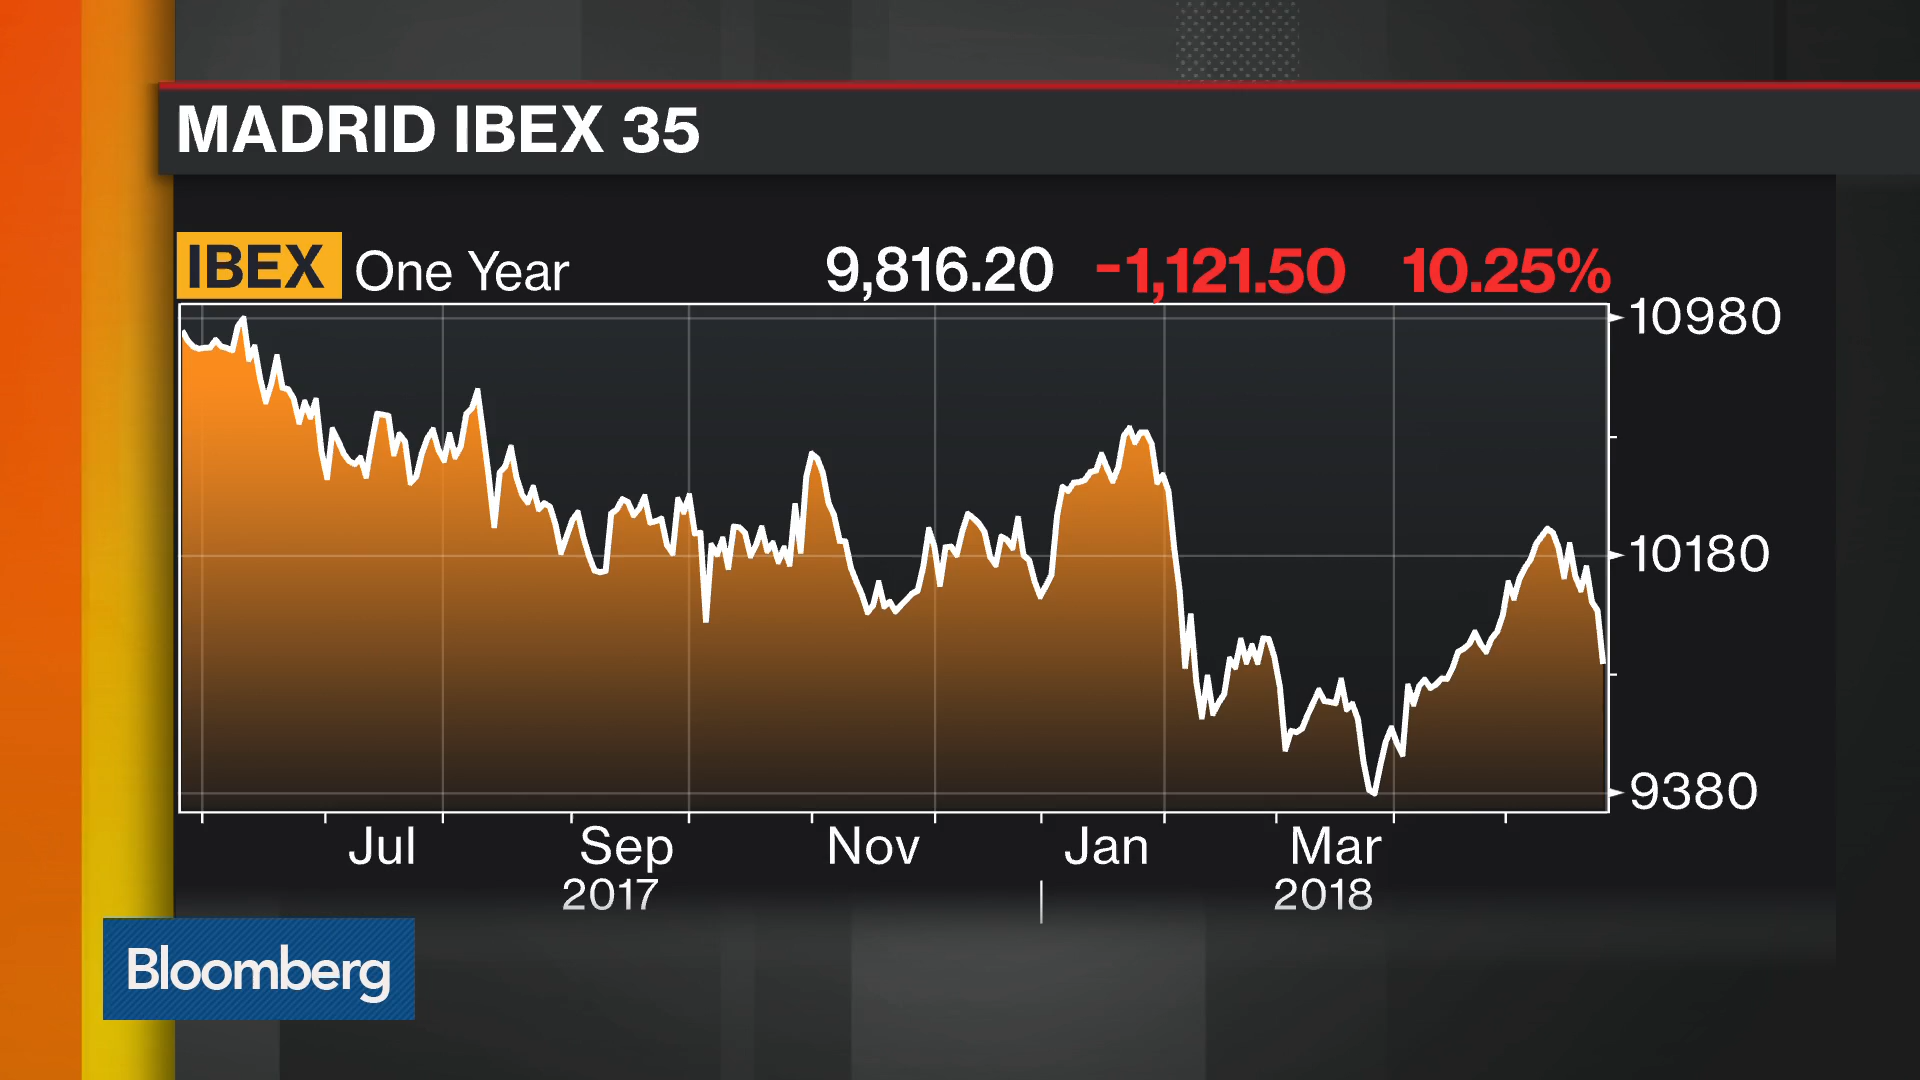 MADRID IBEX 35
IBEX One Year 9,816.20 -1,121.50 10.25%
10980
10180
9380
Jul Sep Nov Jan Mar
2017 2018
Bloomberg